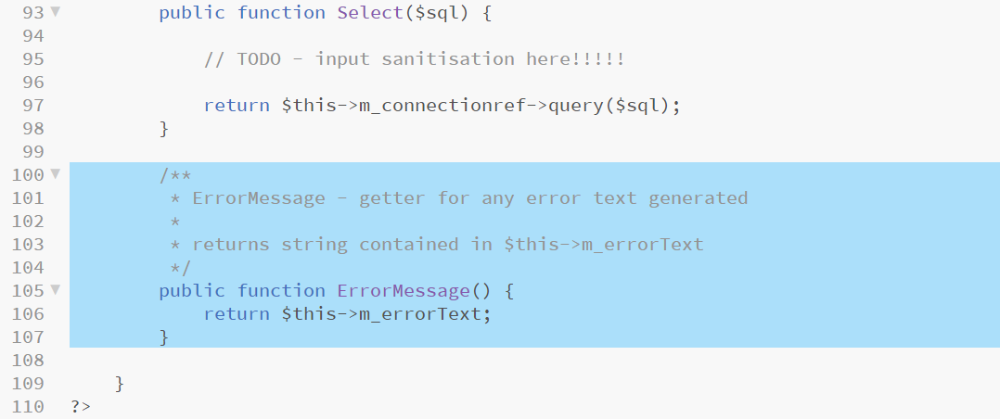 93 public function Select($sql) {
94
95 // TODO - input sanitisation here!!!!!
96
97 return $this->m_connectionref->query($sql);
98 }
99
100 /**
101 * ErrorMessage - getter for any error text generated
102 *
103 * returns string contained in $this->m_errorText
104 */
105 public function ErrorMessage() {
106 return $this->m_errorText;
107 }
108
109 }
110 ?>